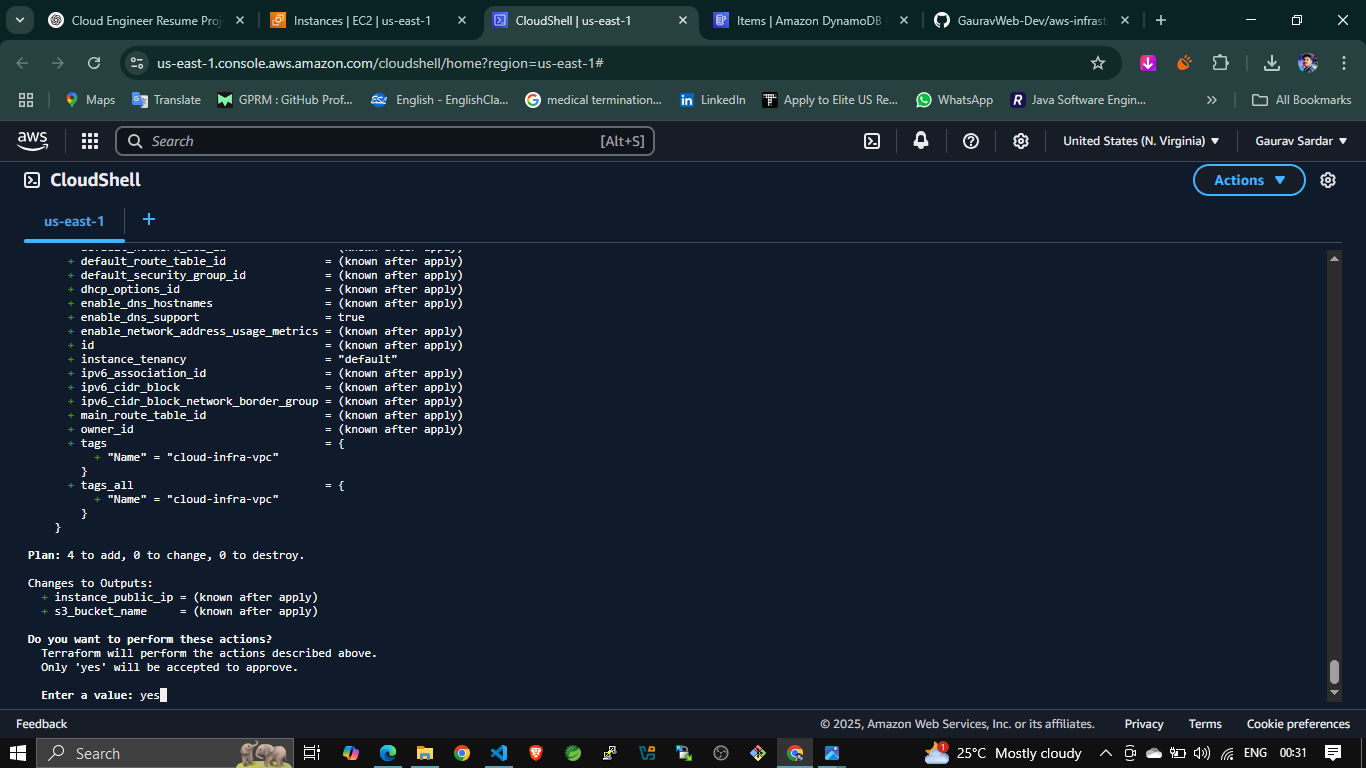 Cloud Engineer Resume Proj
Instances | EC2 | us-east-1
CloudShell | us-east-1
Items | Amazon DynamoDB
GauravWeb-Dev/aws-infrast
us-east-1.console.aws.amazon.com/cloudshell/home?region=us-east-1#
Maps
Translate
GPRM : GitHub Prof...
English - EnglishCla...
medical termination...
LinkedIn
Apply to Elite US Re...
WhatsApp
Java Software Engin...
»
All Bookmarks
aws
Search
[Alt+S]
United States (N. Virginia)
Gaurav Sardar
CloudShell
Actions
us-east-1
+ default_route_table_id = (known after apply)
+ default_security_group_id = (known after apply)
+ dhcp_options_id = (known after apply)
+ enable_dns_hostnames = (known after apply)
+ enable_dns_support = true
+ enable_network_address_usage_metrics = (known after apply)
+ id = (known after apply)
+ instance_tenancy = "default"
+ ipv6_association_id = (known after apply)
+ ipv6_cidr_block = (known after apply)
+ ipv6_cidr_block_network_border_group = (known after apply)
+ main_route_table_id = (known after apply)
+ owner_id = (known after apply)
+ tags = {
+ "Name" = "cloud-infra-vpc"
}
+ tags_all = {
+ "Name" = "cloud-infra-vpc"
}
}
Plan: 4 to add, 0 to change, 0 to destroy.
Changes to Outputs:
+ instance_public_ip = (known after apply)
+ s3_bucket_name = (known after apply)
Do you want to perform these actions?
Terraform will perform the actions described above.
Only 'yes' will be accepted to approve.
Enter a value: yes
Feedback
© 2025, Amazon Web Services, Inc. or its affiliates.
Privacy
Terms
Cookie preferences
Search
1
25°C Mostly cloudy
ENG
00:31